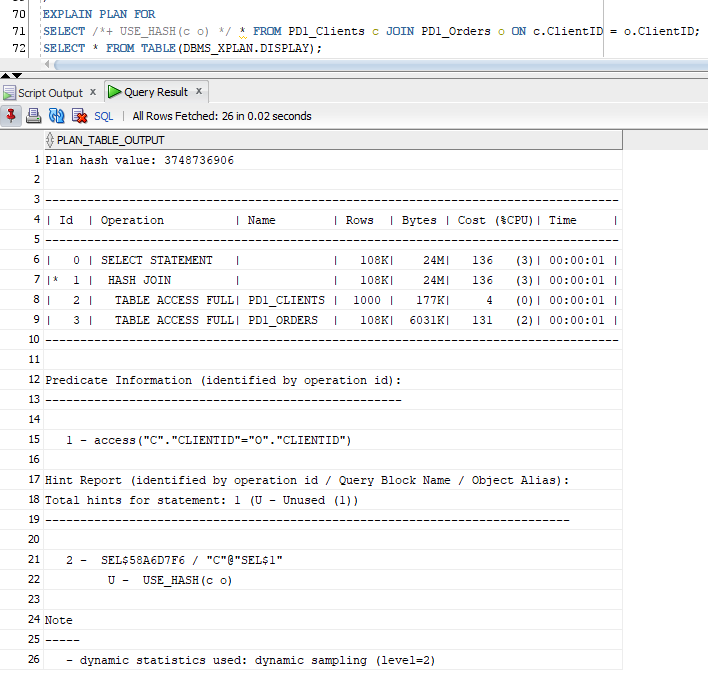 70 EXPLAIN PLAN FOR
71 SELECT /*+ USE_HASH(c o) */ * FROM PD1_Clients c JOIN PD1_Orders o ON c.ClientID = o.ClientID;
72 SELECT * FROM TABLE(DBMS_XPLAN.DISPLAY);
Script Output x Query Result x
SQL | All Rows Fetched: 26 in 0.02 seconds
PLAN_TABLE_OUTPUT
1 Plan hash value: 3748736906
2
3 --------------------------------------------------------------------------------
4 | Id | Operation | Name | Rows | Bytes | Cost (%CPU)| Time |
5 --------------------------------------------------------------------------------
6 | 0 | SELECT STATEMENT | | 108K| 24M| 136 (3)| 00:00:01 |
7 |* 1 | HASH JOIN | | 108K| 24M| 136 (3)| 00:00:01 |
8 | 2 | TABLE ACCESS FULL| PD1_CLIENTS | 1000 | 177K| 4 (0)| 00:00:01 |
9 | 3 | TABLE ACCESS FULL| PD1_ORDERS | 108K| 6031K| 131 (2)| 00:00:01 |
10 --------------------------------------------------------------------------------
11
12 Predicate Information (identified by operation id):
13 ---------------------------------------------------
14
15 1 - access("C"."CLIENTID"="O"."CLIENTID")
16
17 Hint Report (identified by operation id / Query Block Name / Object Alias):
18 Total hints for statement: 1 (U - Unused (1))
19 ---------------------------------------------------------------------------
20
21 2 - SEL$58A6D7F6 / "C"@"SEL$1"
22 U - USE_HASH(c o)
23
24 Note
25 -----
26 - dynamic statistics used: dynamic sampling (level=2)